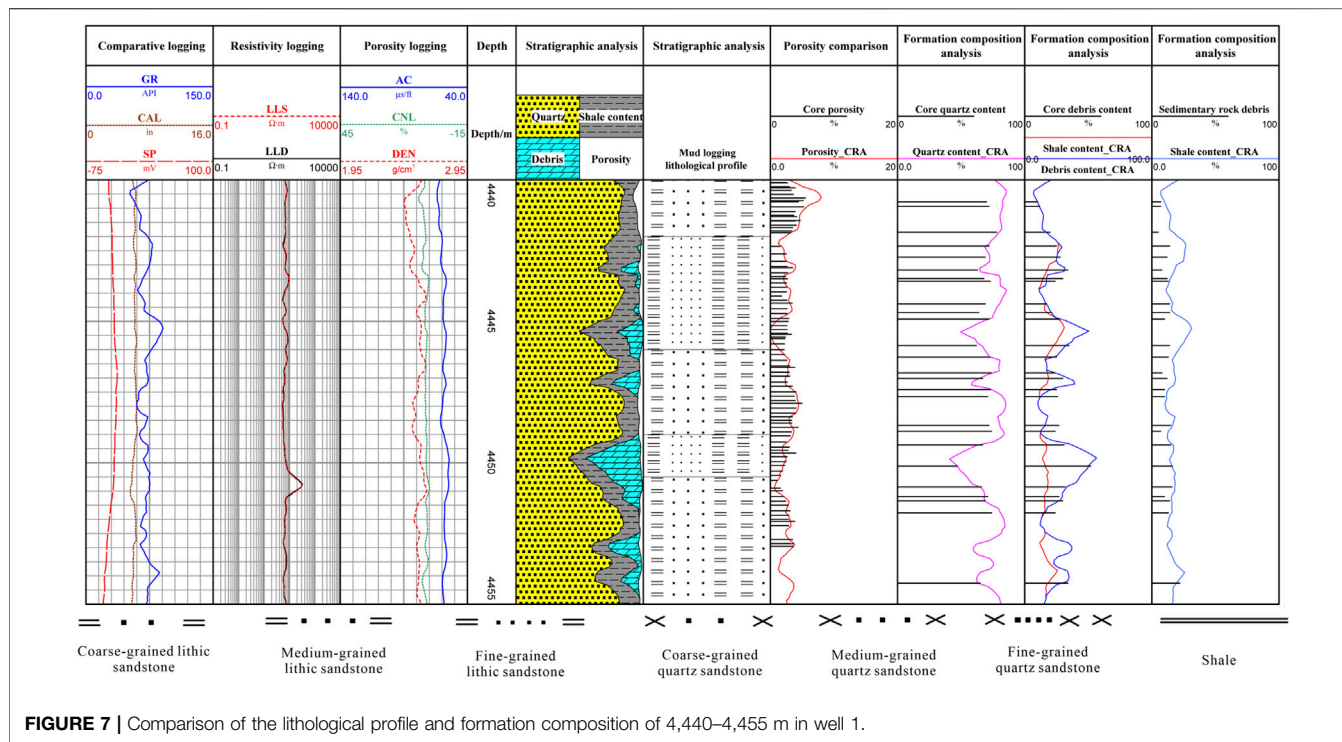 Comparative logging
Resistivity logging
Porosity logging
Depth
Stratigraphic analysis
Stratigraphic analysis
Porosity comparison
Formation composition
analysis
Formation composition
analysis
Formation composition
analysis
GR
0.0 API 150.0
CAL
0 in 16.0
SP
-75 mV 100.0
LLS
0.1 Ω·m 10000
LLD
0.1 Ω·m 10000
AC
140.0 μs/ft 40.0
CNL
45 % -15
DEN
1.95 g/cm³ 2.95
Depth/m
Quartz
Shale content
Debris
Porosity
Mud logging
lithological profile
Core porosity
0 % 20
Porosity_CRA
0.0 % 20
Core quartz content
0 % 100
Quartz content_CRA
0.0 % 100
Core debris content
0 % 100
Shale content_CRA
0.0 100.0
Debris content_CRA
Sedimentary rock debris
0 % 100
Shale content_CRA
0.0 % 100
4440
4445
4450
4455
Coarse-grained lithic
sandstone
Medium-grained
lithic sandstone
Fine-grained
lithic sandstone
Coarse-grained
quartz sandstone
Medium-grained
quartz sandstone
Fine-grained
quartz sandstone
Shale
FIGURE 7 | Comparison of the lithological profile and formation composition of 4,440–4,455 m in well 1.